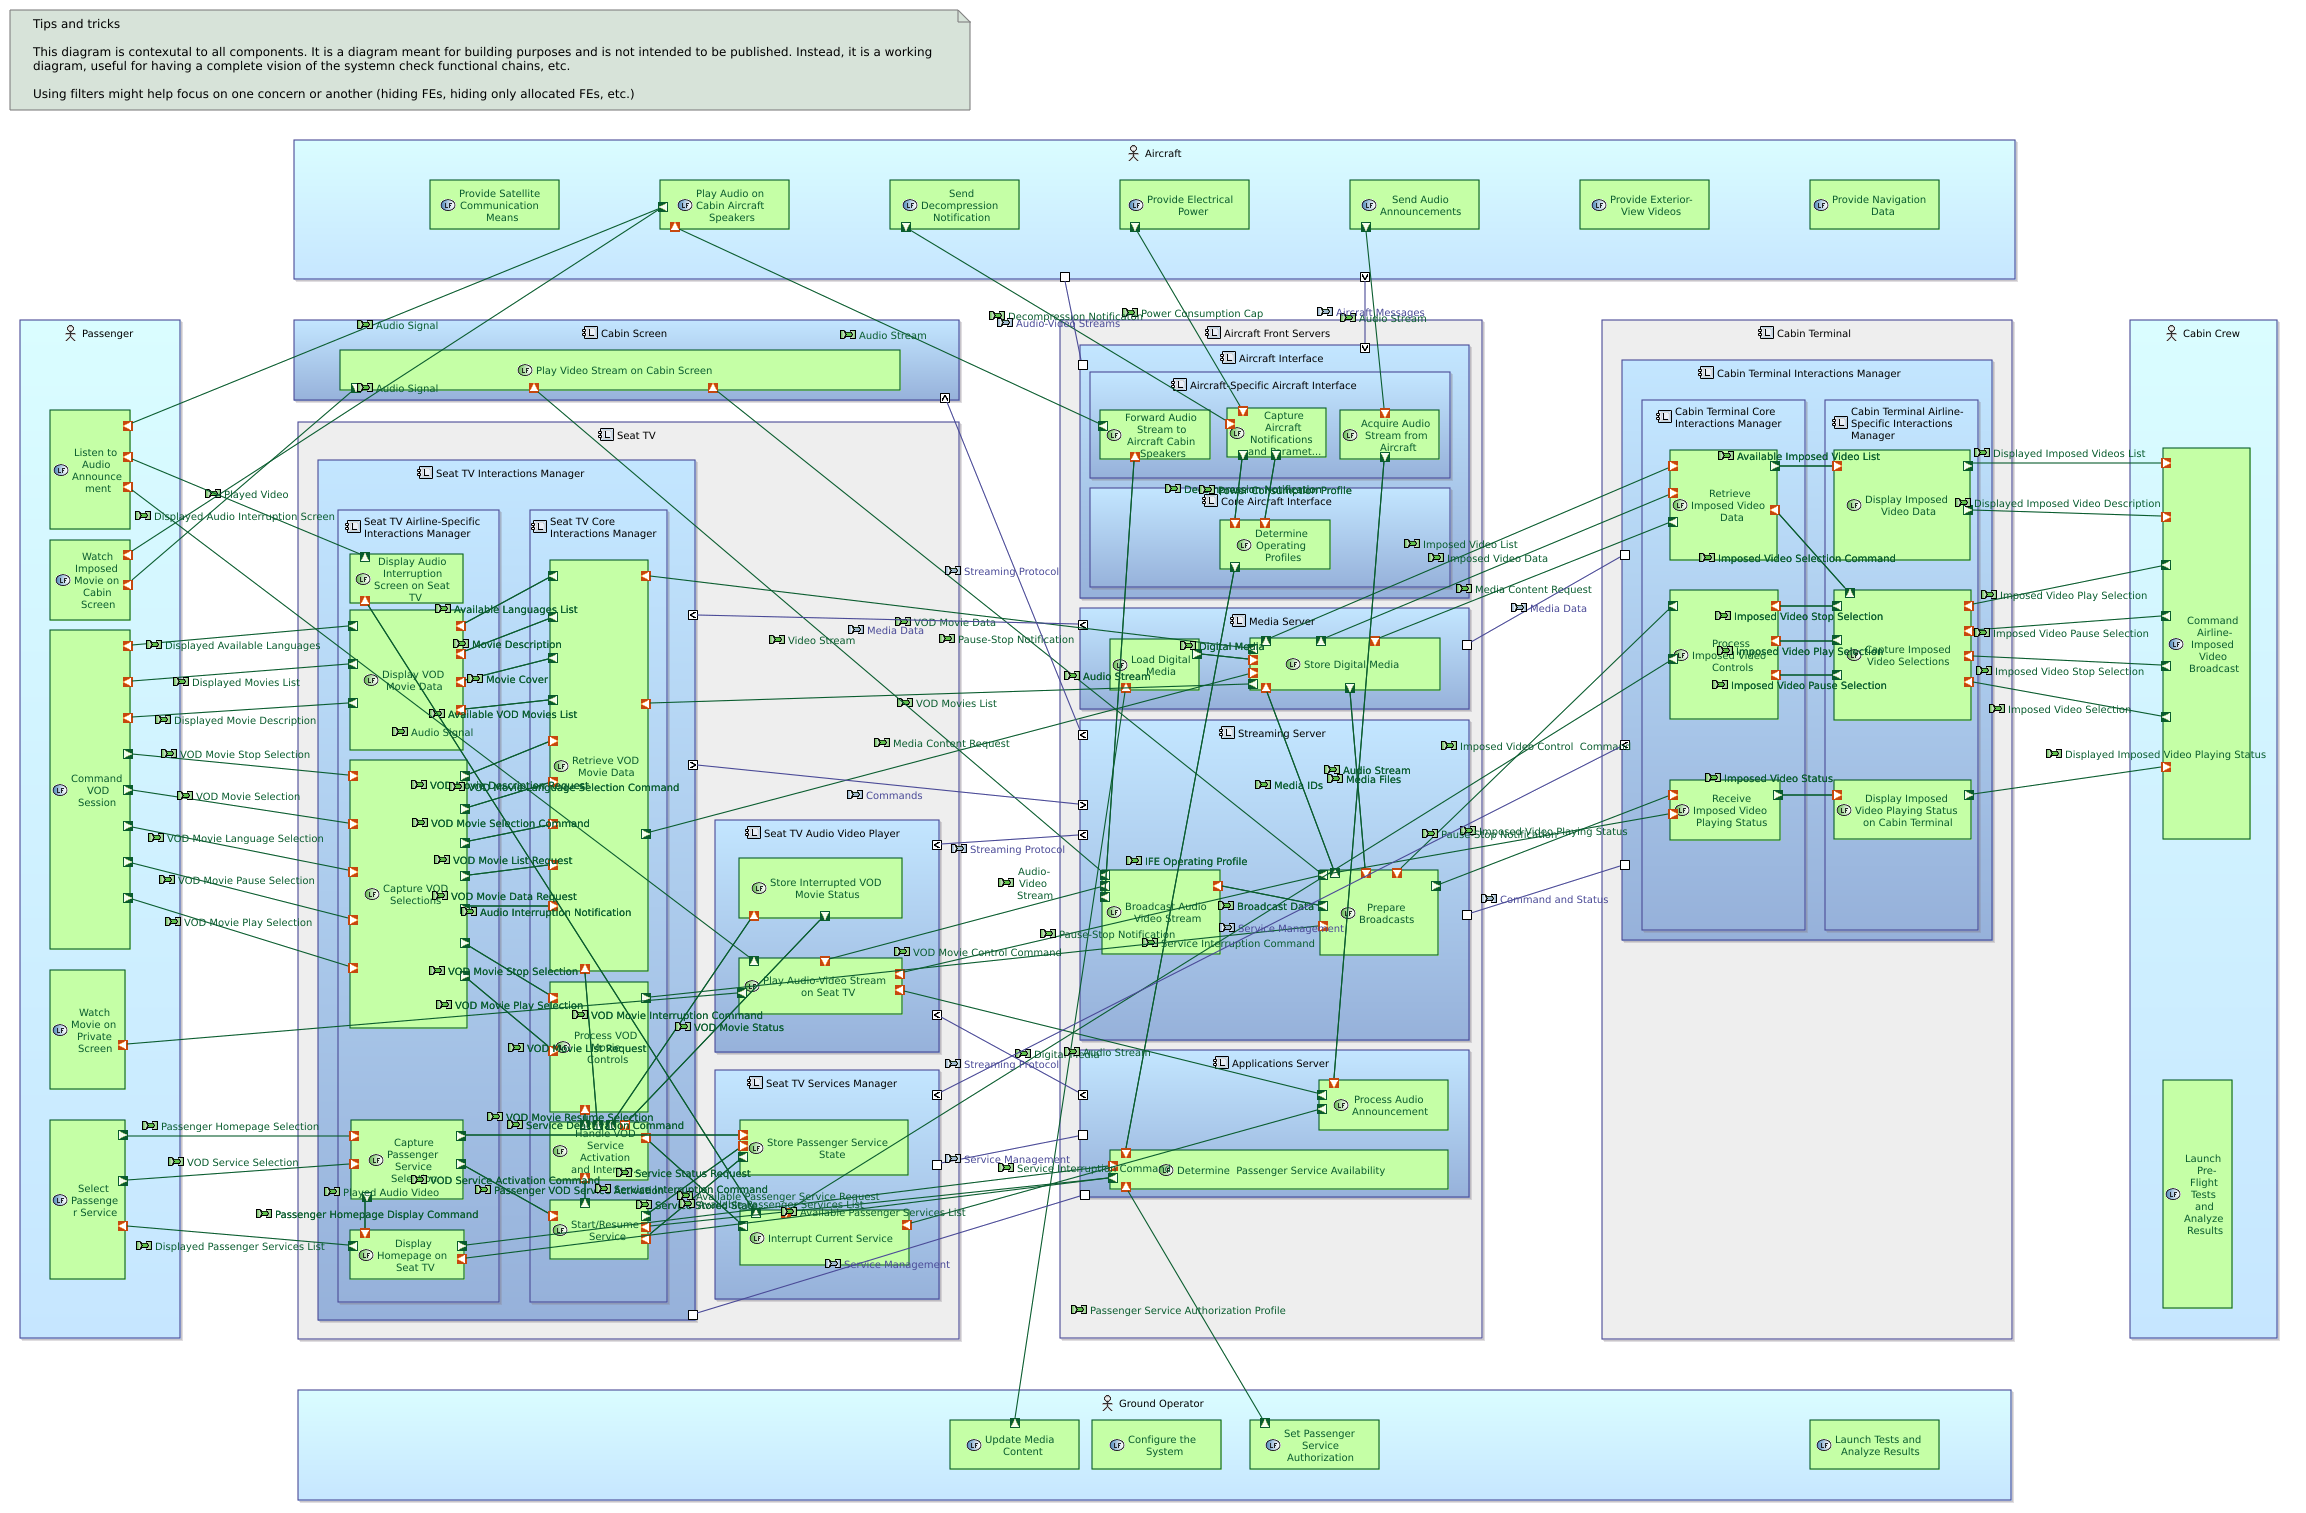 Tips and tricks
This diagram is contexutal to all components. It is a diagram meant for building purposes and is not intended to be published. Instead, it is a working
diagram, useful for having a complete vision of the systemn check functional chains, etc.
Using filters might help focus on one concern or another (hiding FEs, hiding only allocated FEs, etc.)
Aircraft
Provide Satellite
Communication
Means
Play Audio on
Cabin Aircraft
Speakers
Send
Decompression
Notification
Provide Electrical
Power
Send Audio
Announcements
Provide Exterior-
View Videos
Provide Navigation
Data
Passenger
Listen to
Audio
Announce
ment
Watch
Imposed
Movie on
Cabin
Screen
Command
VOD
Session
Watch
Movie on
Private
Screen
Select
Passenge
r Service
Audio Signal
Audio Signal
Played Video
Displayed Audio Interruption Screen
Displayed Available Languages
Displayed Movies List
Displayed Movie Description
VOD Movie Stop Selection
VOD Movie Selection
VOD Movie Language Selection
VOD Movie Pause Selection
VOD Movie Play Selection
Passenger Homepage Selection
VOD Service Selection
Displayed Passenger Services List
Cabin Screen
Audio Stream
Play Video Stream on Cabin Screen
Seat TV
Seat TV Interactions Manager
Seat TV Airline-Specific
Interactions Manager
Seat TV Core
Interactions Manager
Display Audio
Interruption
Screen on Seat
TV
Available Languages List
Movie Description
Display VOD
Movie Data
Movie Cover
Available VOD Movies List
Audio Signal
Retrieve VOD
Movie Data
VOD Movie Language Selection Command
VOD Movie Selection Command
VOD Movie List Request
Capture VOD
Selections
VOD Movie Data Request
Audio Interruption Notification
VOD Movie Stop Selection
VOD Movie Play Selection
VOD Movie Interruption Command
VOD Movie Status
Process VOD
Movie
Controls
VOD Movie List Request
VOD Movie Resume Selection
Handle VOD
Service
Activation
Capture
Passenger
Service
Service Status Request
VOD Service Activation Command
Played Audio Video
Passenger Homepage Display Command
Start/Resume
Service
Display
Homepage on
Seat TV
Seat TV Audio Video Player
Store Interrupted VOD
Movie Status
Play Audio-Video Stream
on Seat TV
Seat TV Services Manager
Store Passenger Service
State
Available Passenger Service Request
Available Passenger Services List
Interrupt Current Service
Service Management
Streaming Protocol
VOD Movie Data
Media Data
Video Stream
Pause-Stop Notification
VOD Movies List
Media Content Request
Commands
Streaming Protocol
Audio-
Video
Stream
Pause-Stop Notification
VOD Movie Control Command
Streaming Protocol
Digital Media
Audio Stream
Service Management
Service Interruption Command
Decompression Notification
Audio-Video Streams
Power Consumption Cap
Aircraft Messages
Audio Stream
Aircraft Front Servers
Aircraft Interface
Aircraft-Specific Aircraft Interface
Forward Audio
Stream to
Aircraft Cabin
Speakers
Capture
Aircraft
Notifications
and Paramet...
Acquire Audio
Stream from
Aircraft
Power Consumption Profile
Core Aircraft Interface
Determine
Operating
Profiles
Imposed Video List
Imposed Video Data
Media Content Request
Media Data
Media Server
Digital Media
Load Digital
Media
Store Digital Media
Audio Stream
Streaming Server
Imposed Video Control  Command
Audio Stream
Media Files
Media IDs
Pause-Stop Notification
Imposed Video Playing Status
IFE Operating Profile
Broadcast Audio
Video Stream
Broadcast Data
Prepare
Broadcasts
Service Management
Service Interruption Command
Command and Status
Applications Server
Process Audio
Announcement
Determine  Passenger Service Availability
Passenger Service Authorization Profile
Cabin Terminal
Cabin Terminal Interactions Manager
Cabin Terminal Core
Interactions Manager
Cabin Terminal Airline-
Specific Interactions
Manager
Available Imposed Video List
Retrieve
Imposed Video
Data
Display Imposed
Video Data
Imposed Video Selection Command
Imposed Video Stop Selection
Process
Imposed Video
Controls
Imposed Video Play Selection
Capture Imposed
Video Selections
Imposed Video Pause Selection
Imposed Video Status
Receive
Imposed Video
Playing Status
Display Imposed
Video Playing Status
on Cabin Terminal
Displayed Imposed Videos List
Displayed Imposed Video Description
Imposed Video Play Selection
Imposed Video Pause Selection
Imposed Video Stop Selection
Imposed Video Selection
Displayed Imposed Video Playing Status
Cabin Crew
Command
Airline-
Imposed
Video
Broadcast
Launch
Pre-
Flight
Tests
and
Analyze
Results
Ground Operator
Update Media
Content
Configure the
System
Set Passenger
Service
Authorization
Launch Tests and
Analyze Results